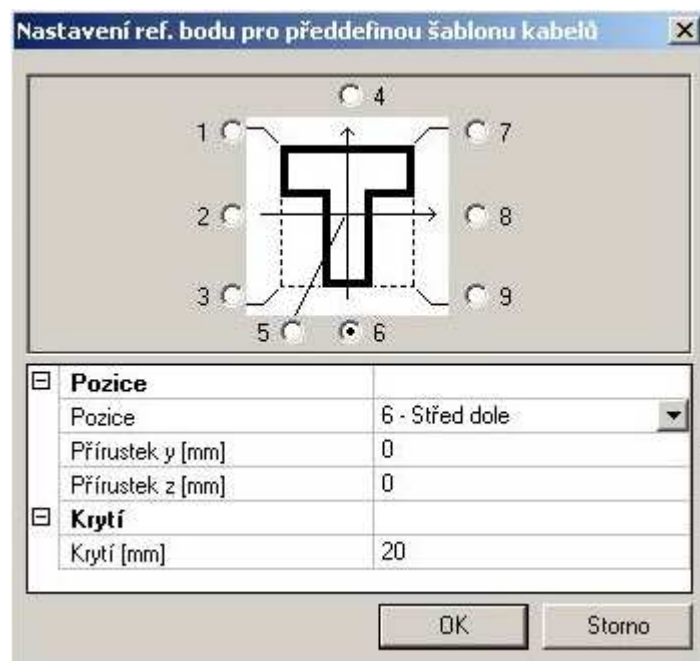 Nastavení ref. bodu pro předdefinou šablonu kabelů
4
1 7
2 8
3 9
5 6
Pozice
Pozice 6 - Střed dole
Přírustek y [mm] 0
Přírustek z [mm] 0
Krytí
Krytí [mm] 20
OK Storno